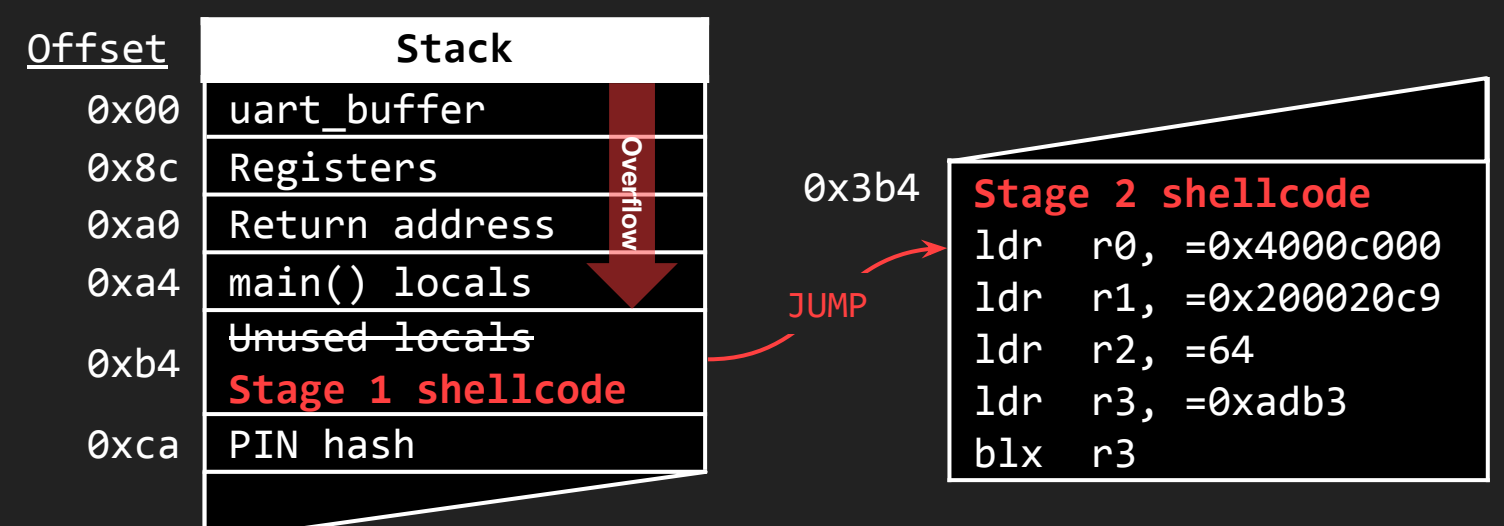 Offset
Stack
0x00
uart_buffer
0x8c
Registers
0xa0
Return address
0xa4
main() locals
0xb4
Unused locals
Stage 1 shellcode
0xca
PIN hash
Overflow
JUMP
0x3b4
Stage 2 shellcode
ldr r0, =0x4000c000
ldr r1, =0x200020c9
ldr r2, =64
ldr r3, =0xadb3
blx r3